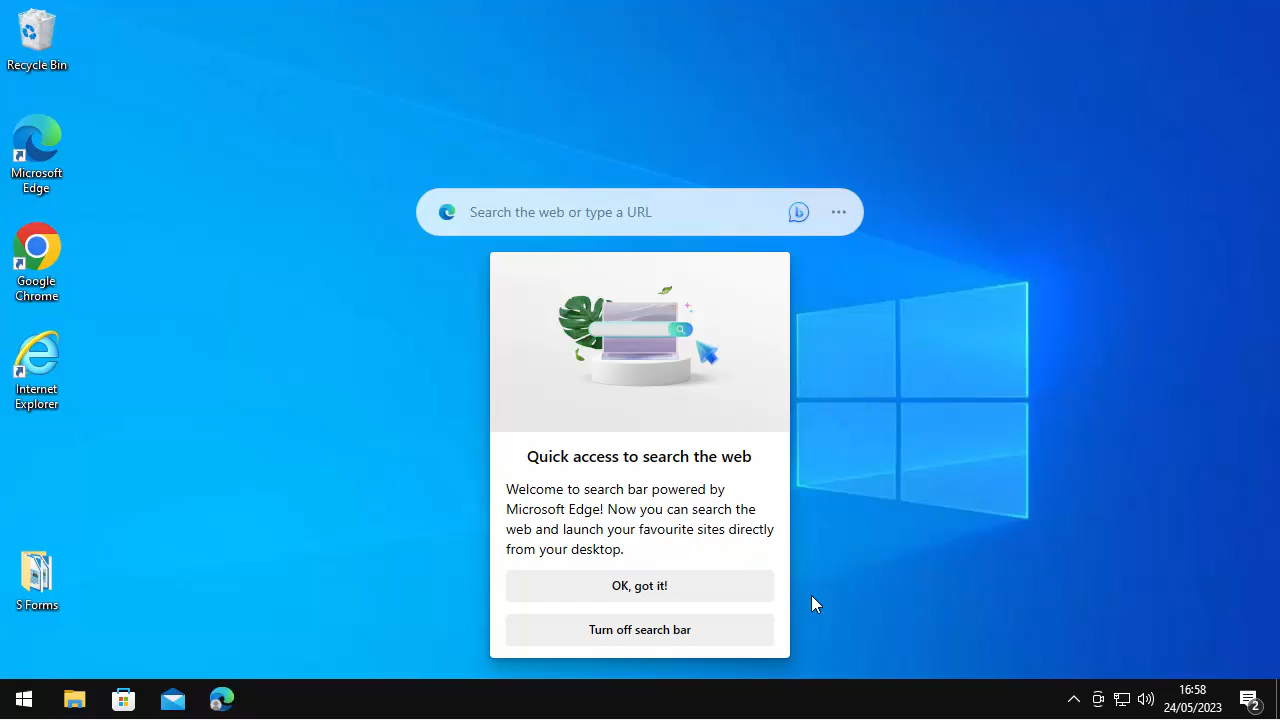 Recycle Bin
Microsoft
Edge
Google
Chrome
Internet
Explorer
S Forms
Search the web or type a URL
Quick access to search the web
Welcome to search bar powered by
Microsoft Edge! Now you can search the
web and launch your favourite sites directly
from your desktop.
OK, got it!
Turn off search bar
16:58
24/05/2023
2